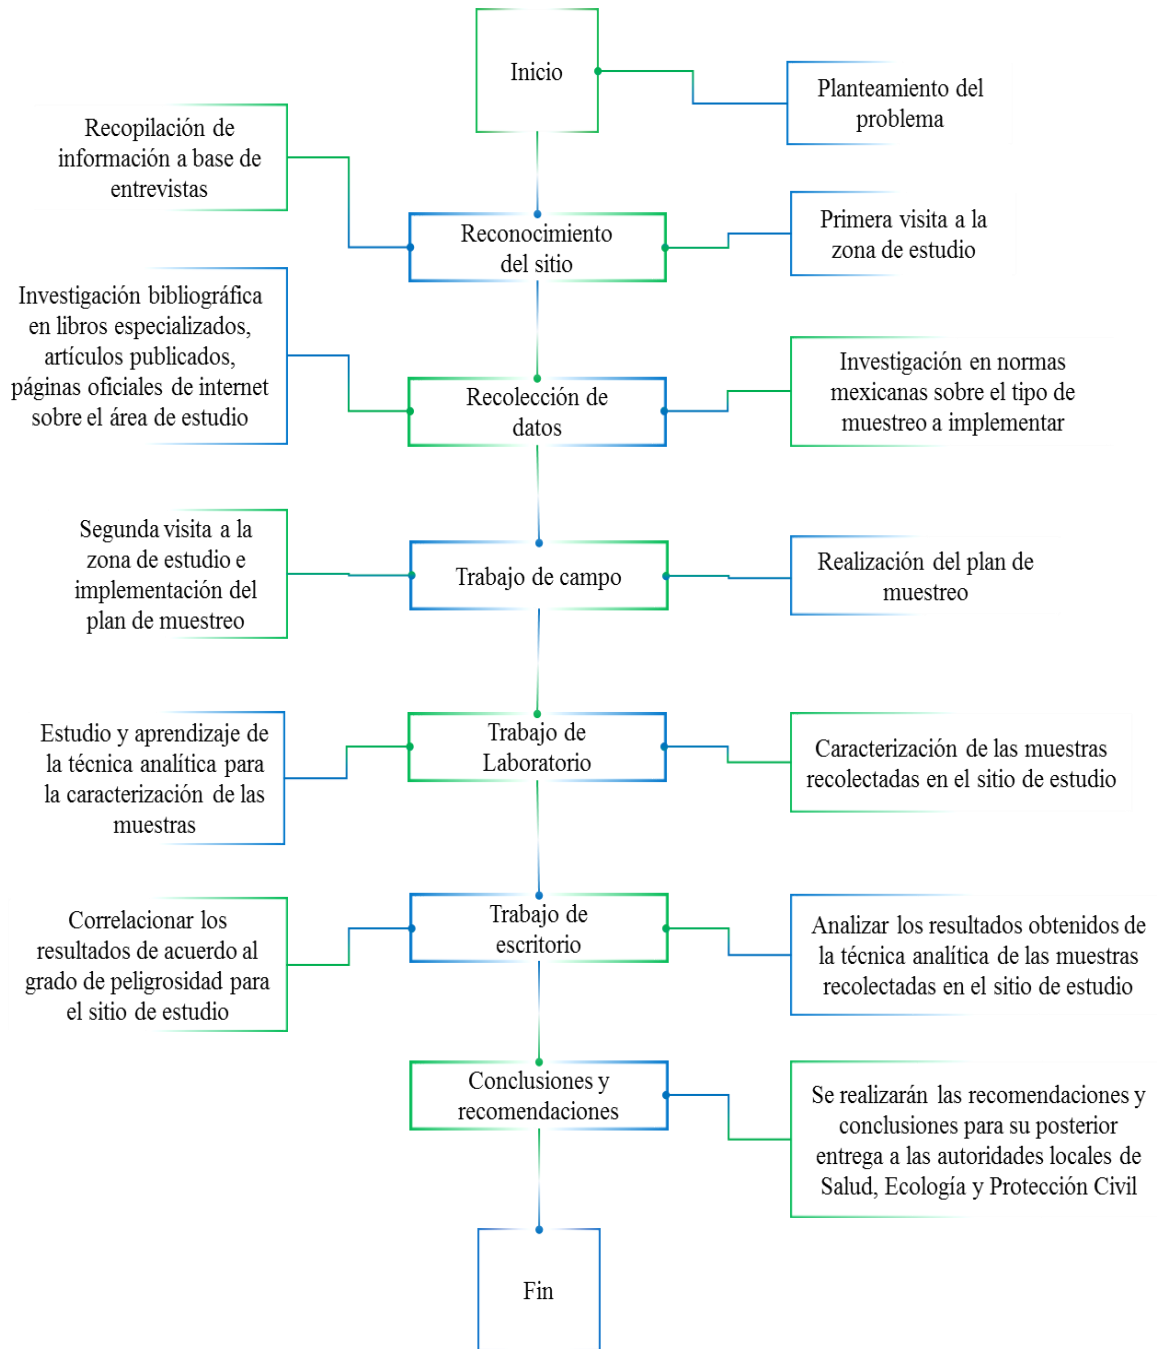 Inicio
Planteamiento del
problema
Recopilación de
información a base de
entrevistas
Reconocimiento
del sitio
Primera visita a la
zona de estudio
Investigación bibliográfica
en libros especializados,
artículos publicados,
páginas oficiales de internet
sobre el área de estudio
Recolección de
datos
Investigación en normas
mexicanas sobre el tipo de
muestreo a implementar
Segunda visita a la
zona de estudio e
implementación del
plan de muestreo
Trabajo de campo
Realización del plan de
muestreo
Estudio y aprendizaje de
la técnica analítica para
la caracterización de las
muestras
Trabajo de
Laboratorio
Caracterización de las muestras
recolectadas en el sitio de estudio
Correlacionar los
resultados de acuerdo al
grado de peligrosidad para
el sitio de estudio
Trabajo de
escritorio
Analizar los resultados obtenidos de
la técnica analítica de las muestras
recolectadas en el sitio de estudio
Conclusiones y
recomendaciones
Se realizarán las recomendaciones y
conclusiones para su posterior
entrega a las autoridades locales de
Salud, Ecología y Protección Civil
Fin